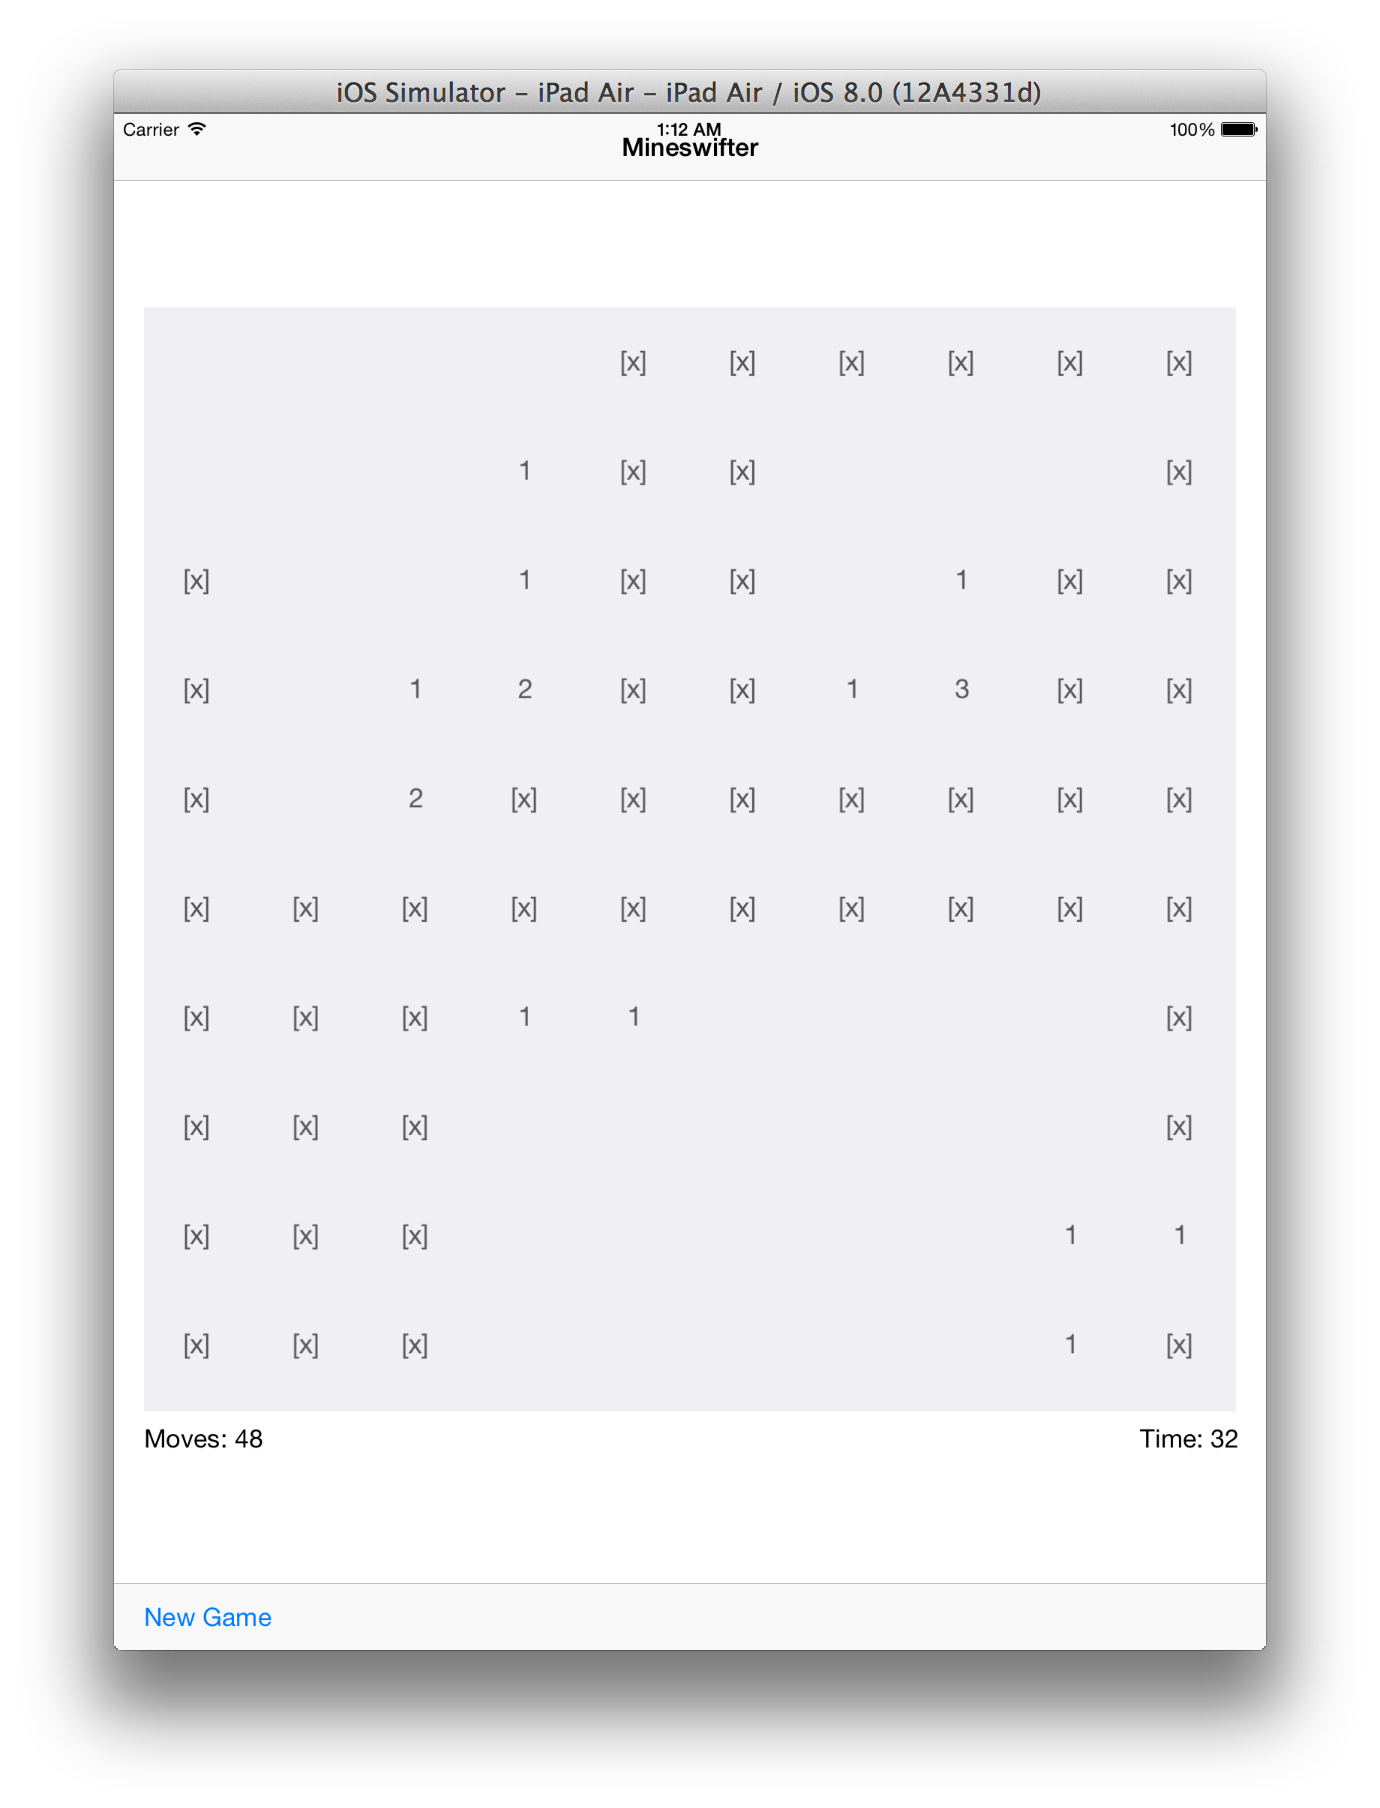 iOS Simulator – iPad Air – iPad Air / iOS 8.0 (12A4331d)
Carrier 1:12 AM 100%
Mineswifter
[x] [x] [x] [x] [x] [x]
1 [x] [x] [x]
[x] 1 [x] [x] 1 [x] [x]
[x] 1 2 [x] [x] 1 3 [x] [x]
[x] 2 [x] [x] [x] [x] [x] [x] [x]
[x] [x] [x] [x] [x] [x] [x] [x] [x] [x]
[x] [x] [x] 1 1 [x]
[x] [x] [x] [x]
[x] [x] [x] 1 1
[x] [x] [x] 1 [x]
Moves: 48 Time: 32
New Game